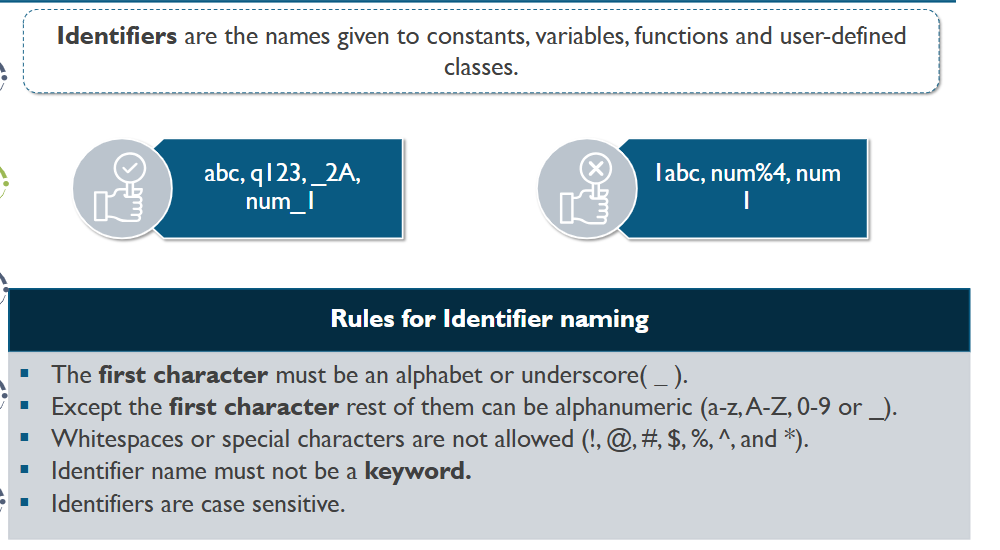 Identifiers are the names given to constants, variables, functions and user-defined
classes.
abc, q123, _2A,
num_1
1abc, num%4, num
1
Rules for Identifier naming
▪ The first character must be an alphabet or underscore( _ ).
▪ Except the first character rest of them can be alphanumeric (a-z, A-Z, 0-9 or _).
▪ Whitespaces or special characters are not allowed (!, @, #, $, %, ^, and *).
▪ Identifier name must not be a keyword.
▪ Identifiers are case sensitive.